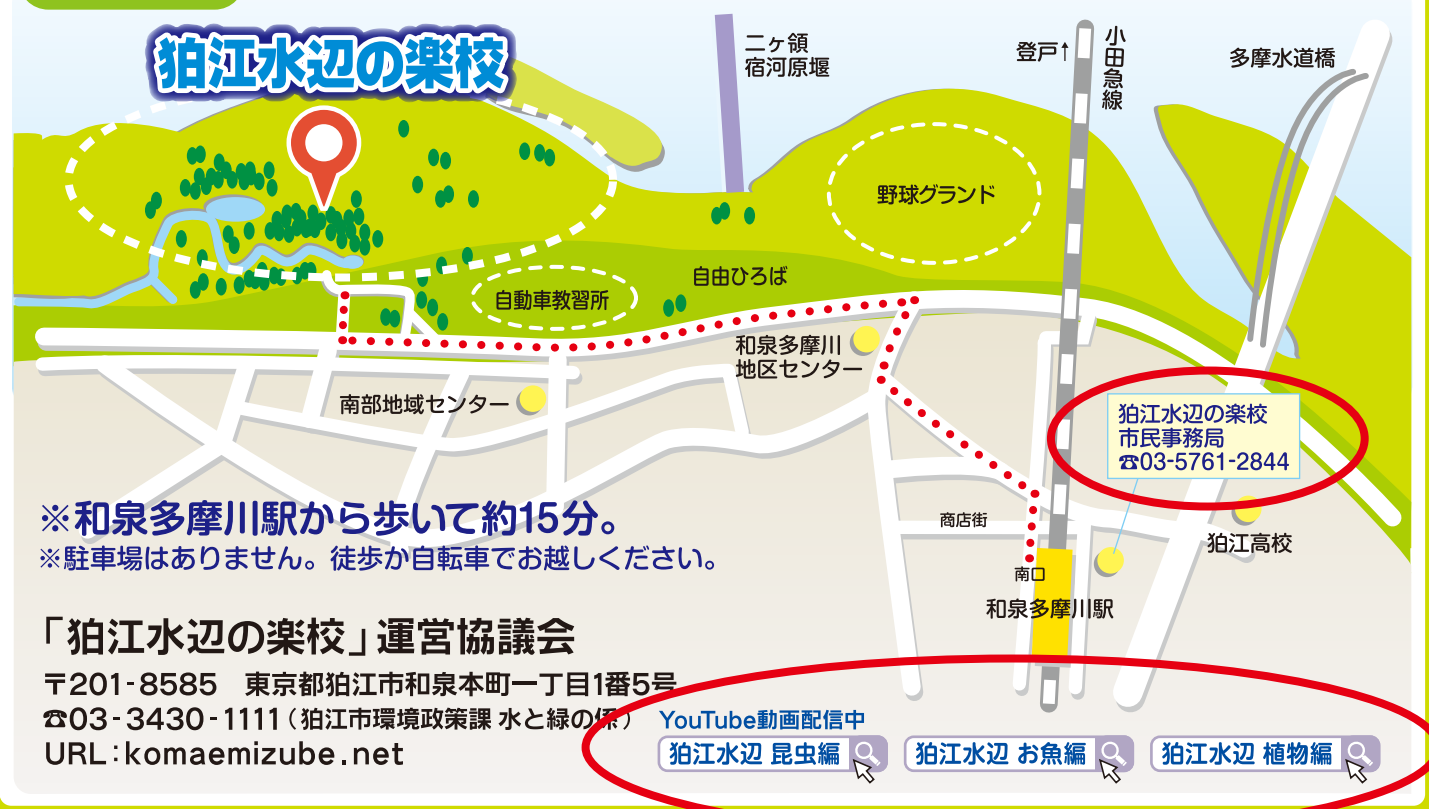 狛江水辺の楽校
二ヶ領
宿河原堰
登戸↑
小田急線
多摩水道橋
野球グランド
自由ひろば
自動車教習所
和泉多摩川
地区センター
南部地域センター
狛江水辺の楽校
市民事務局
☎03-5761-2844
商店街
狛江高校
南口
和泉多摩川駅
※和泉多摩川駅から歩いて約15分。
※駐車場はありません。徒歩か自転車でお越しください。
「狛江水辺の楽校」運営協議会
〒201-8585 東京都狛江市和泉本町一丁目1番5号
☎03-3430-1111（狛江市環境政策課 水と緑の係）
URL:komaemizube.net
YouTube動画配信中
狛江水辺 昆虫編
狛江水辺 お魚編
狛江水辺 植物編